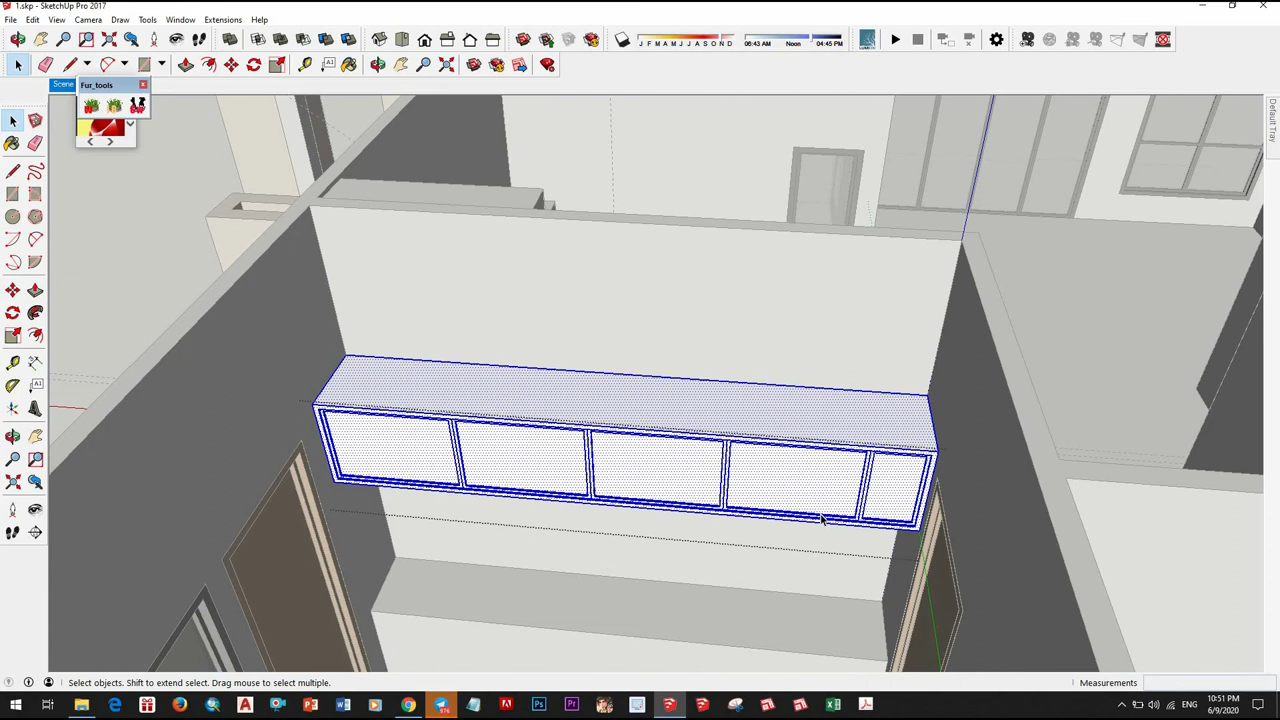 1.skp - SketchUp Pro 2017
File Edit View Camera Draw Tools Window Extensions Help
J F M A M J J A S O N D
06:43 AM Noon 04:45 PM
Scene
Fur_tools
Default Tray
Select objects. Shift to extend select. Drag mouse to select multiple.
Measurements
ENG
10:51 PM
6/9/2020